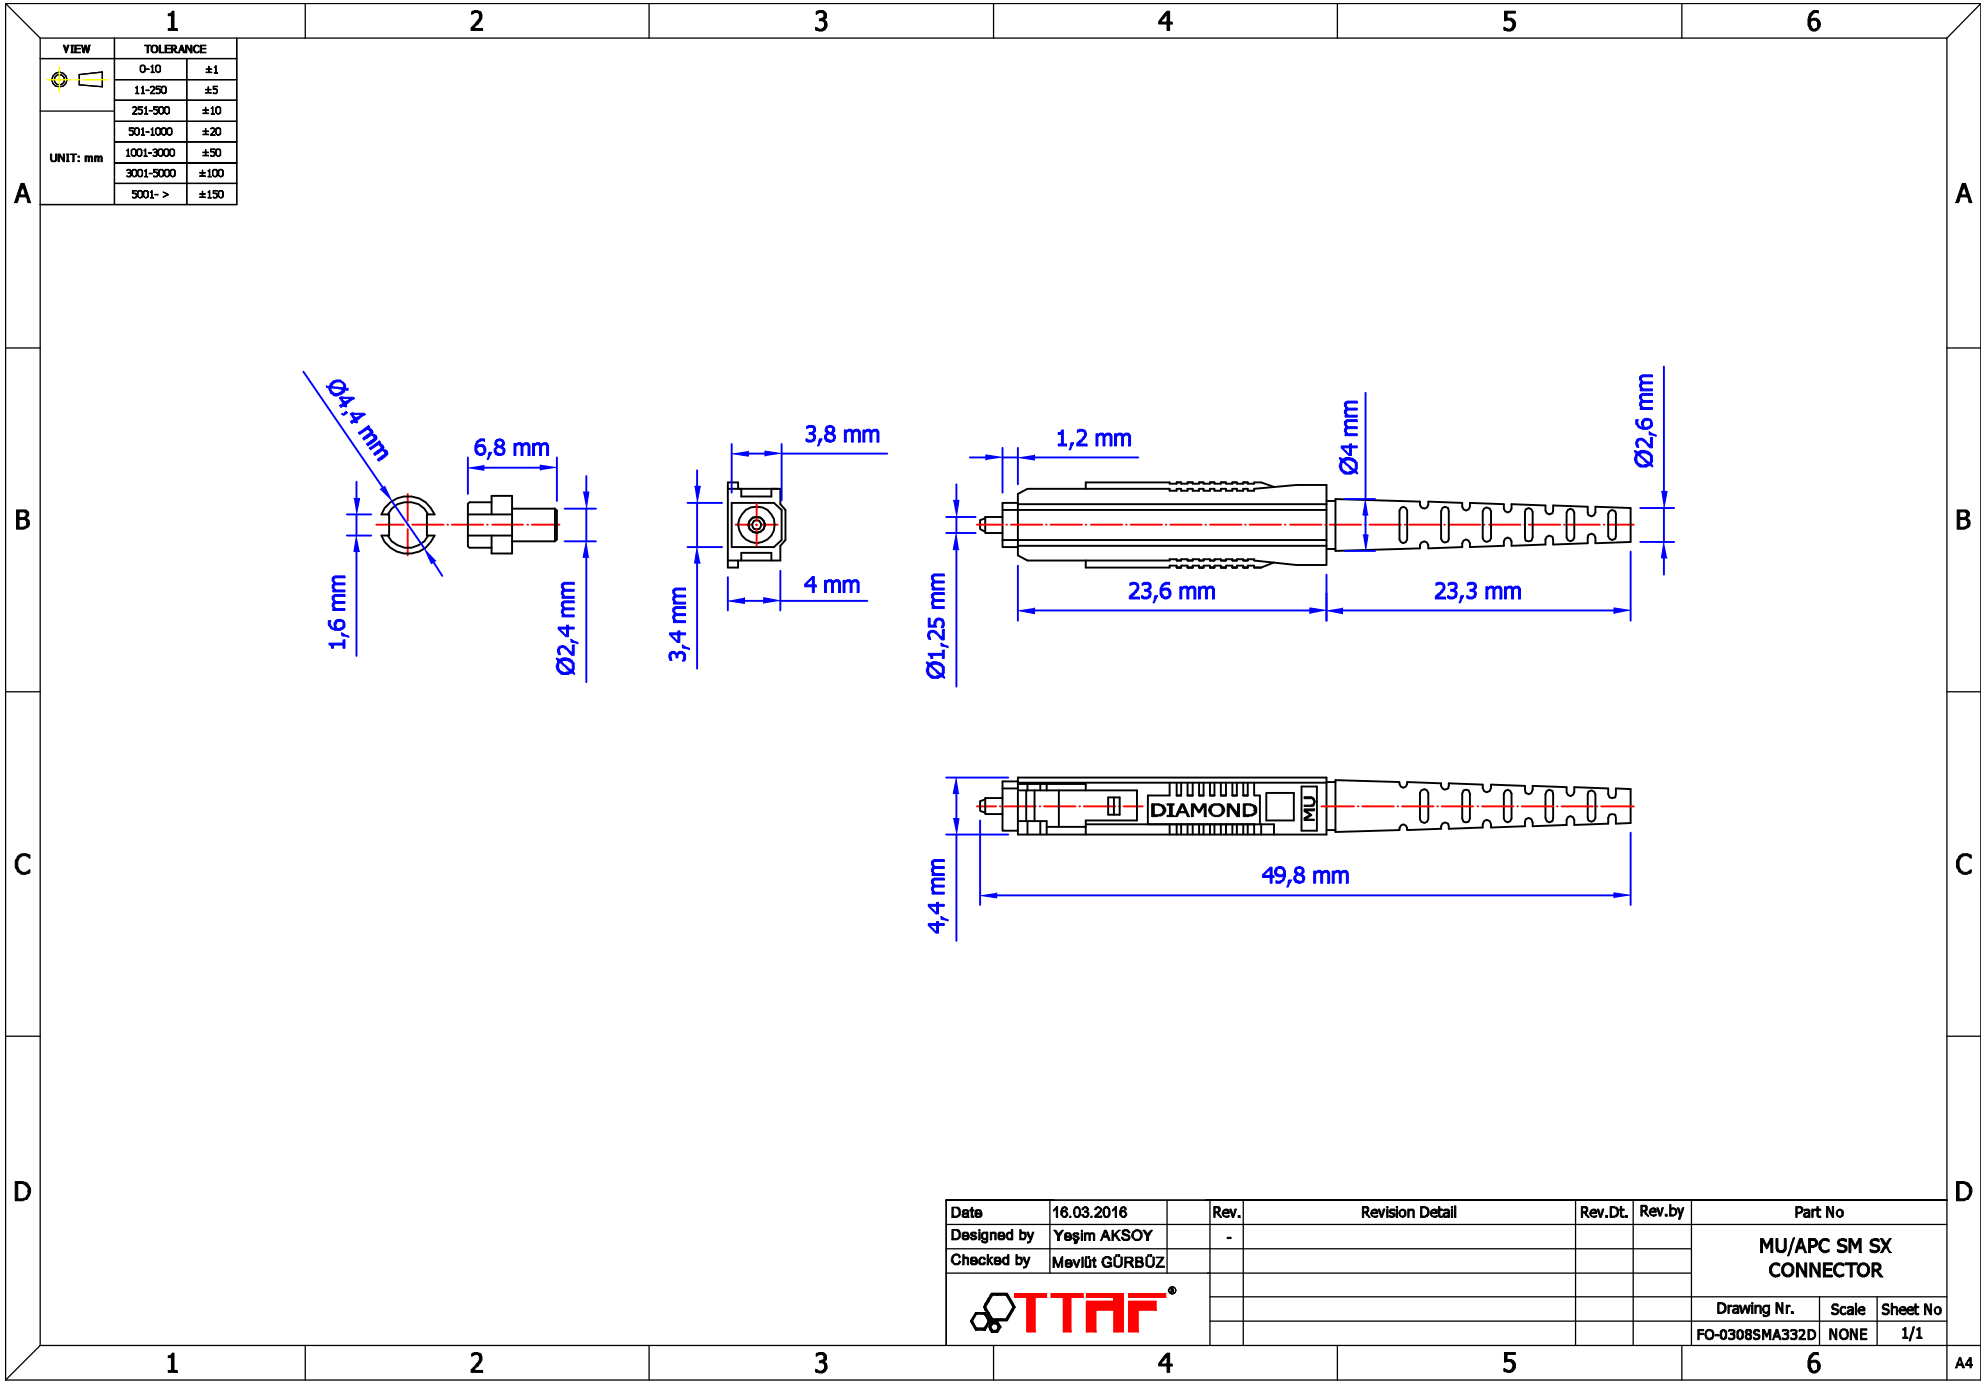 1 2 3 4 5 6
VIEW TOLERANCE
0-10 ±1
11-250 ±5
251-500 ±10
501-1000 ±20
UNIT: mm
1001-3000 ±50
3001-5000 ±100
5001- > ±150
A A
B B
C C
D D
Ø4,4 mm
6,8 mm
1,6 mm
Ø2,4 mm
3,8 mm
3,4 mm
4 mm
1,2 mm
Ø1,25 mm
Ø4 mm
Ø2,6 mm
23,6 mm
23,3 mm
DIAMOND
MU
4,4 mm
49,8 mm
Date 16.03.2016 Rev. Revision Detail Rev.Dt. Rev.by Part No
Designed by Yeşim AKSOY -
Checked by Mevlüt GÜRBÜZ
MU/APC SM SX
CONNECTOR
TTAF®
Drawing Nr. Scale Sheet No
FO-0308SMA332D NONE 1/1
1 2 3 4 5 6
A4